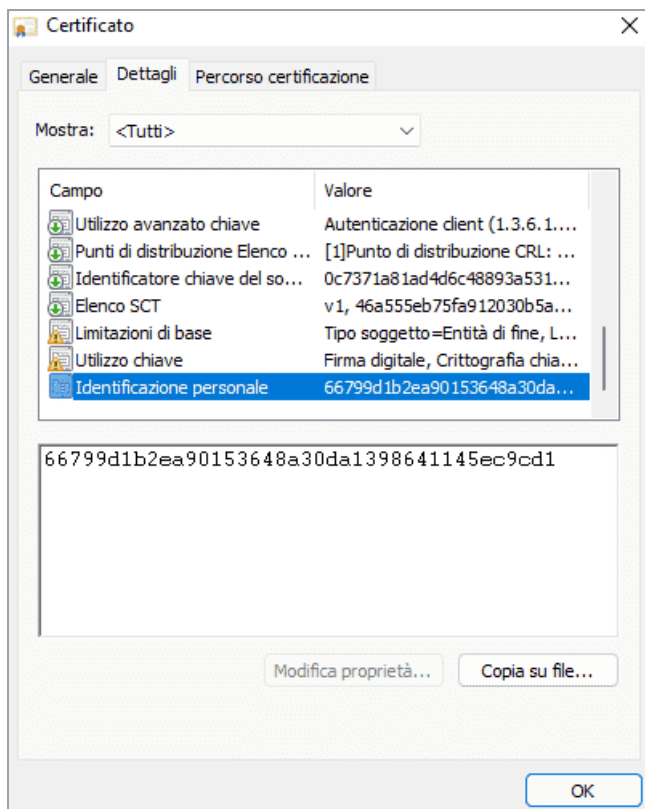 Certificato
Generale Dettagli Percorso certificazione
Mostra: <Tutti>
Campo Valore
Utilizzo avanzato chiave Autenticazione client (1.3.6.1....
Punti di distribuzione Elenco ... [1]Punto di distribuzione CRL: ...
Identificatore chiave del so... 0c7371a81ad4d6c48893a531...
Elenco SCT v1, 46a555eb75fa912030b5a...
Limitazioni di base Tipo soggetto=Entità di fine, L...
Utilizzo chiave Firma digitale, Crittografia chia...
Identificazione personale 66799d1b2ea90153648a30da...
66799d1b2ea90153648a30da1398641145ec9cd1
Modifica proprietà... Copia su file...
OK